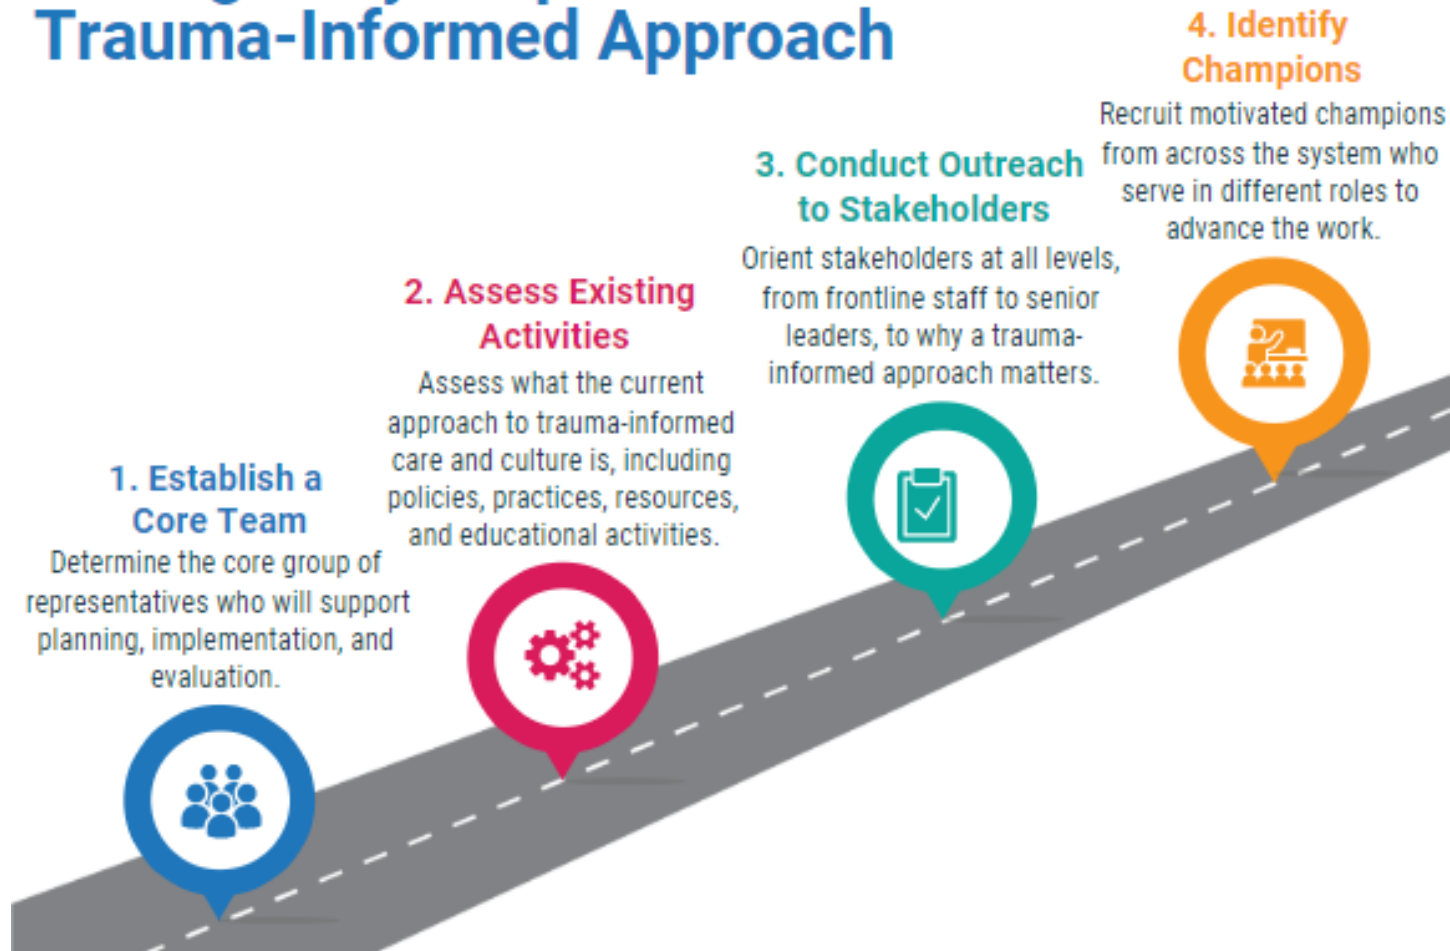 Trauma-Informed Approach
4. Identify
Champions
Recruit motivated champions
from across the system who
serve in different roles to
advance the work.
3. Conduct Outreach
to Stakeholders
Orient stakeholders at all levels,
from frontline staff to senior
leaders, to why a trauma-
informed approach matters.
2. Assess Existing
Activities
Assess what the current
approach to trauma-informed
care and culture is, including
policies, practices, resources,
and educational activities.
1. Establish a
Core Team
Determine the core group of
representatives who will support
planning, implementation, and
evaluation.